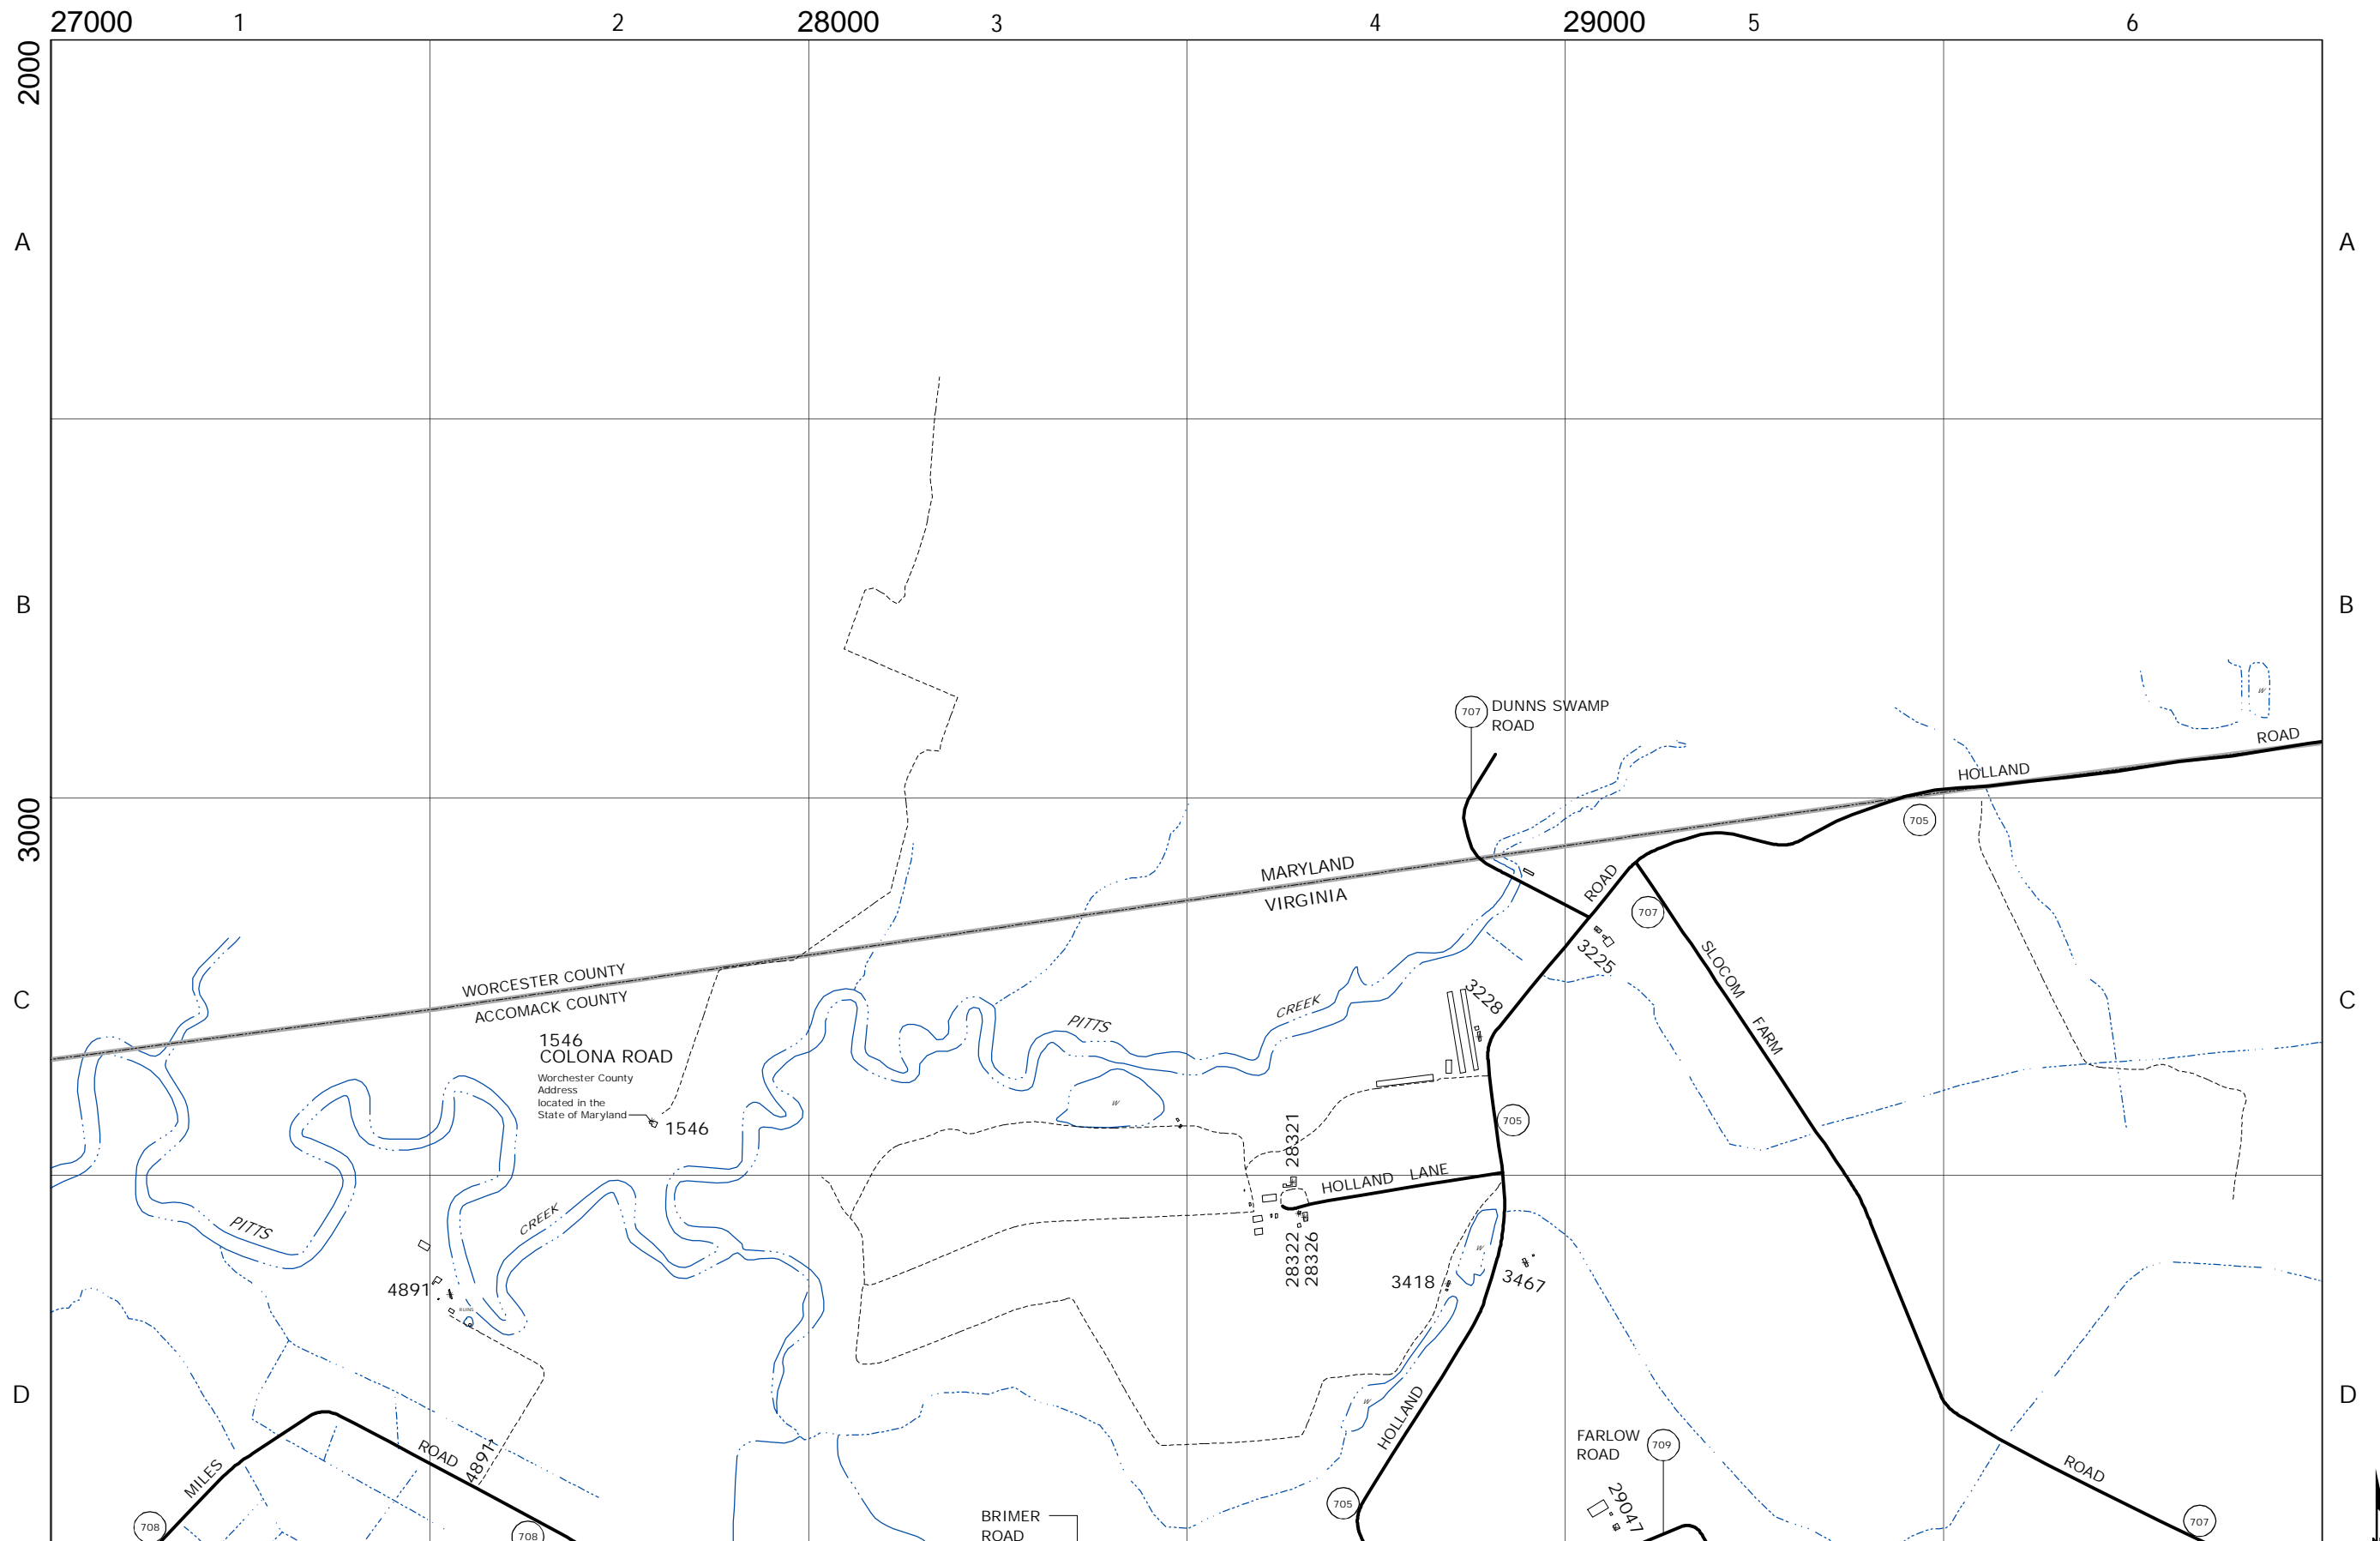 27000 1 2 28000 3 4 29000 5 6
2000
A A
B B
707 DUNNS SWAMP
ROAD
W
ROAD
HOLLAND
3000
705
MARYLAND
VIRGINIA
ROAD
707
3225
SLOCOM
FARM
WORCESTER COUNTY
ACCOMACK COUNTY
C C
3228
CREEK
PITTS
1546
COLONA ROAD
Worchester County
Address
located in the
State of Maryland
1546
W
705
28321
HOLLAND LANE
PITTS
CREEK
W
28322
28326
3418
3467
4891
RUINS
D D
W
HOLLAND
ROAD
4891
MILES
FARLOW
ROAD
709
ROAD
29047
705
BRIMER
ROAD
708
708
707